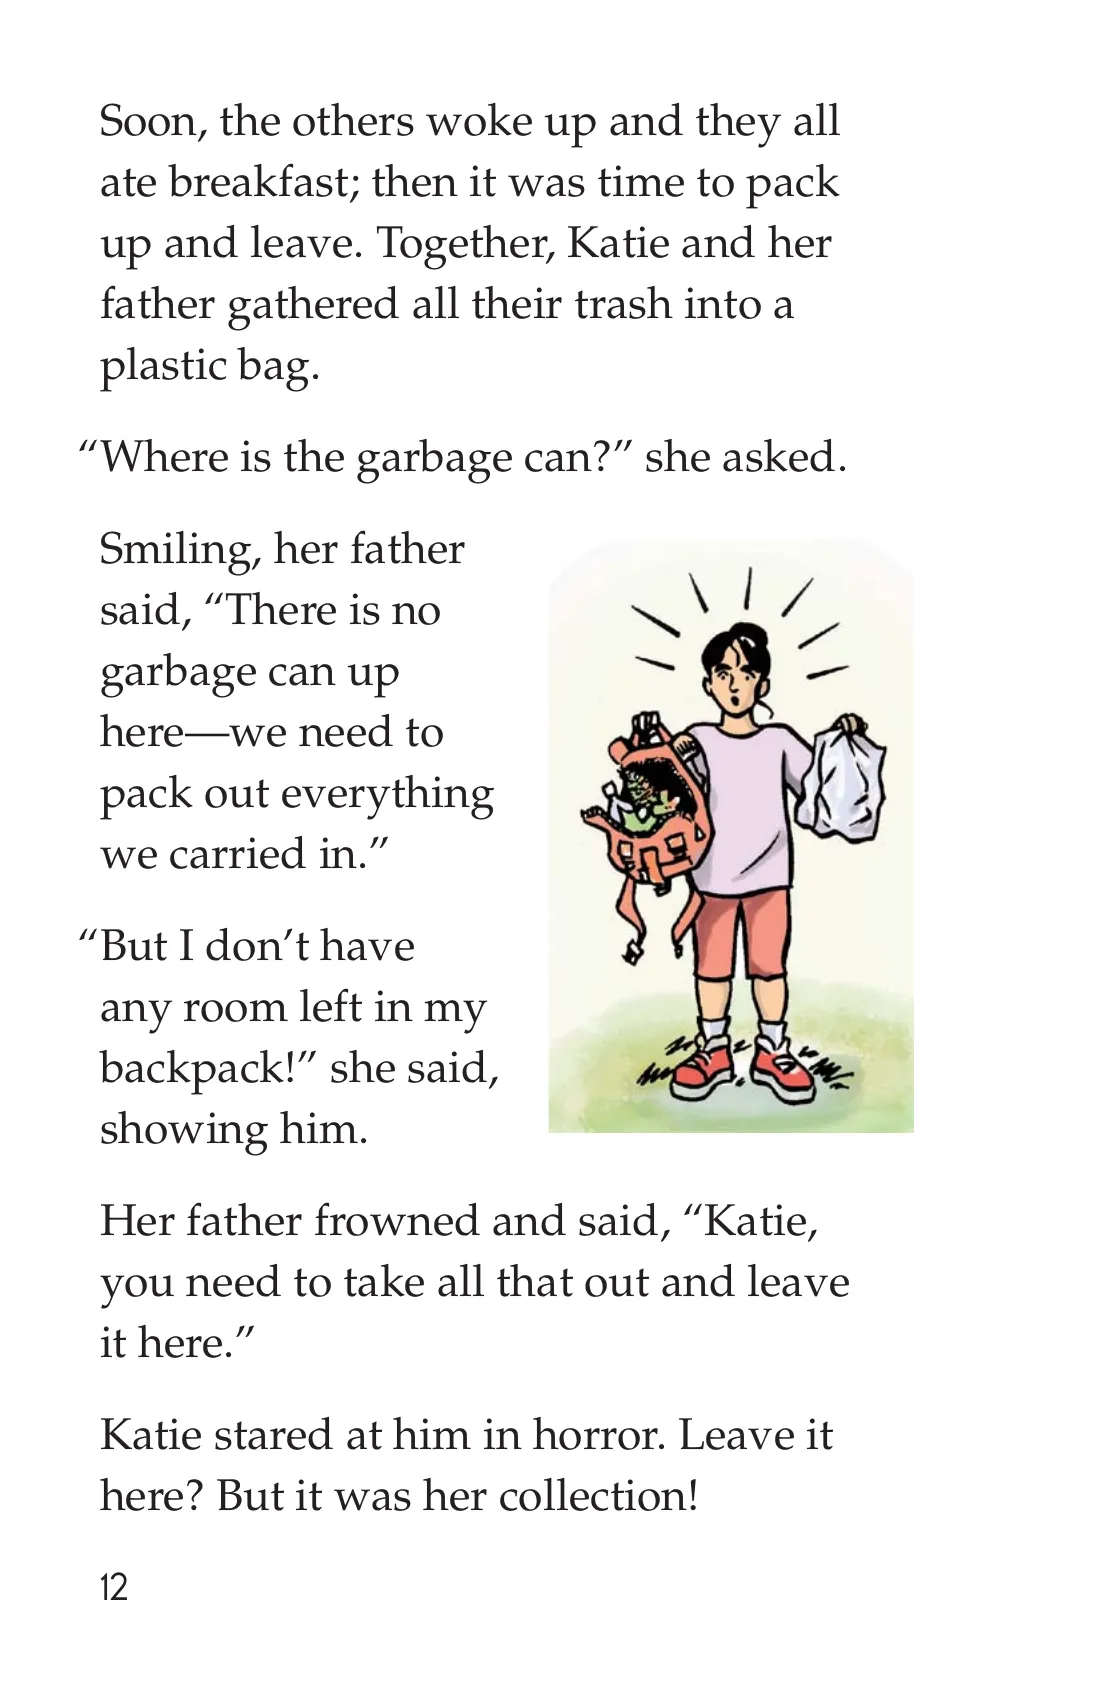 Soon, the others woke up and they all
ate breakfast; then it was time to pack
up and leave. Together, Katie and her
father gathered all their trash into a
plastic bag.
“Where is the garbage can?” she asked.
Smiling, her father
said, “There is no
garbage can up
here—we need to
pack out everything
we carried in.”
“But I don’t have
any room left in my
backpack!” she said,
showing him.
Her father frowned and said, “Katie,
you need to take all that out and leave
it here.”
Katie stared at him in horror. Leave it
here? But it was her collection!
12